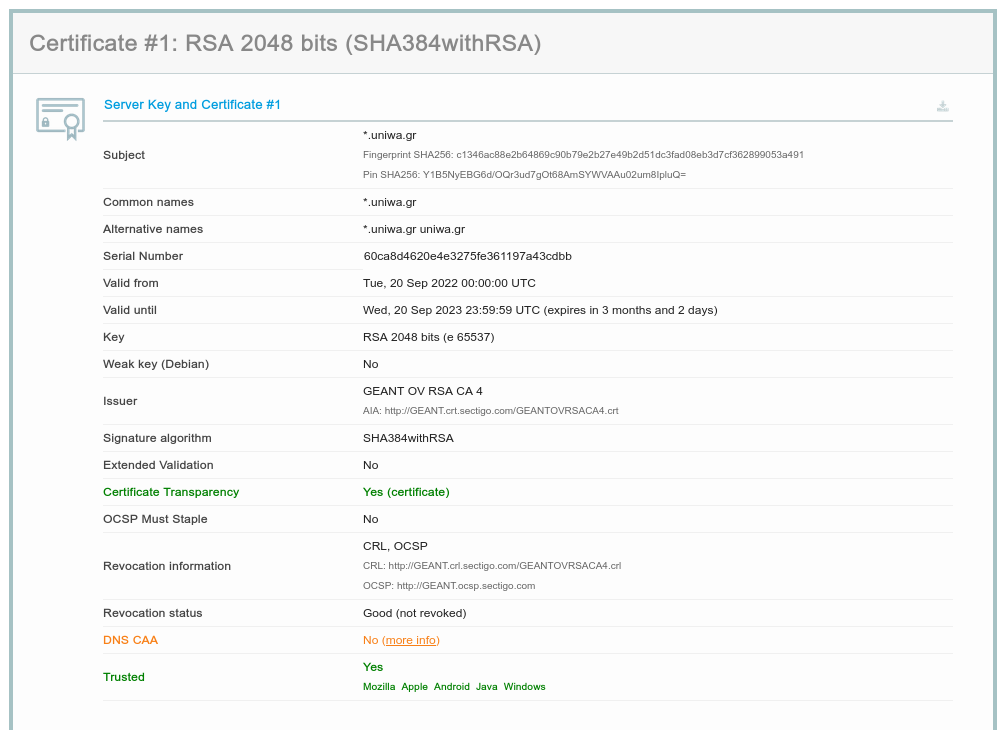 Certificate #1: RSA 2048 bits (SHA384withRSA)
Server Key and Certificate #1
Subject
*.uniwa.gr
Fingerprint SHA256: c1346ac88e2b64869c90b79e2b27e49b2d51dc3fad08eb3d7cf362899053a491
Pin SHA256: Y1B5NyEBG6d/OQr3ud7gOt68AmSYWVAAu02um8IpluQ=
Common names *.uniwa.gr
Alternative names *.uniwa.gr uniwa.gr
Serial Number 60ca8d4620e4e3275fe361197a43cdbb
Valid from Tue, 20 Sep 2022 00:00:00 UTC
Valid until Wed, 20 Sep 2023 23:59:59 UTC (expires in 3 months and 2 days)
Key RSA 2048 bits (e 65537)
Weak key (Debian) No
Issuer
GEANT OV RSA CA 4
AIA: http://GEANT.crt.sectigo.com/GEANTOVRSACA4.crt
Signature algorithm SHA384withRSA
Extended Validation No
Certificate Transparency Yes (certificate)
OCSP Must Staple No
Revocation information
CRL, OCSP
CRL: http://GEANT.crl.sectigo.com/GEANTOVRSACA4.crl
OCSP: http://GEANT.ocsp.sectigo.com
Revocation status Good (not revoked)
DNS CAA No (more info)
Trusted
Yes
Mozilla Apple Android Java Windows